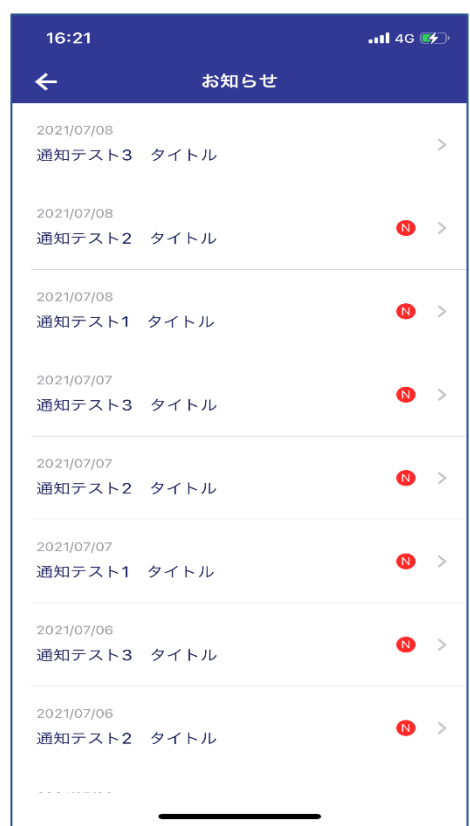 16:21
4G
お知らせ
2021/07/08
通知テスト3　タイトル
2021/07/08
通知テスト2　タイトル
N
2021/07/08
通知テスト1　タイトル
N
2021/07/07
通知テスト3　タイトル
N
2021/07/07
通知テスト2　タイトル
N
2021/07/07
通知テスト1　タイトル
N
2021/07/06
通知テスト3　タイトル
N
2021/07/06
通知テスト2　タイトル
N